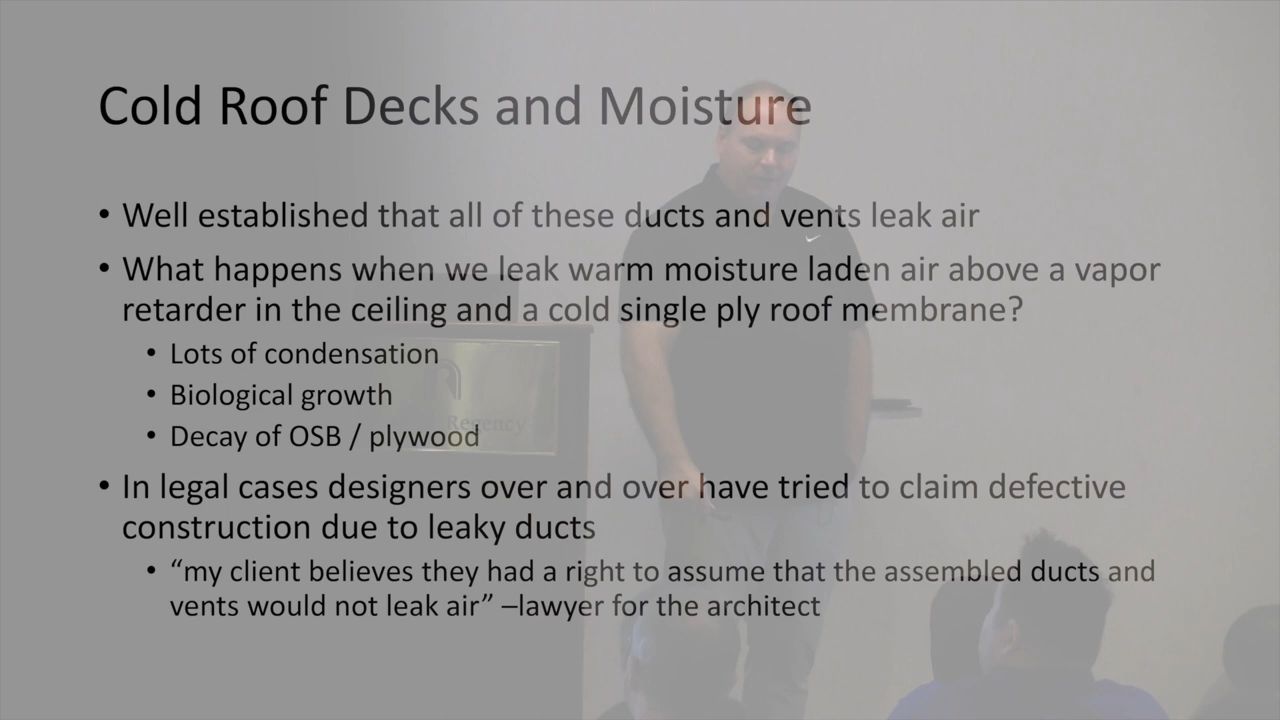 Cold Roof Decks and Moisture
• Well established that all of these ducts and vents leak air
• What happens when we leak warm moisture laden air above a vapor
retarder in the ceiling and a cold single ply roof membrane?
• Lots of condensation
• Biological growth
• Decay of OSB / plywood
Regency
• In legal cases designers over and over have tried to claim defective
construction due to leaky ducts
• “my client believes they had a right to assume that the assembled ducts and
vents would not leak air” –lawyer for the architect